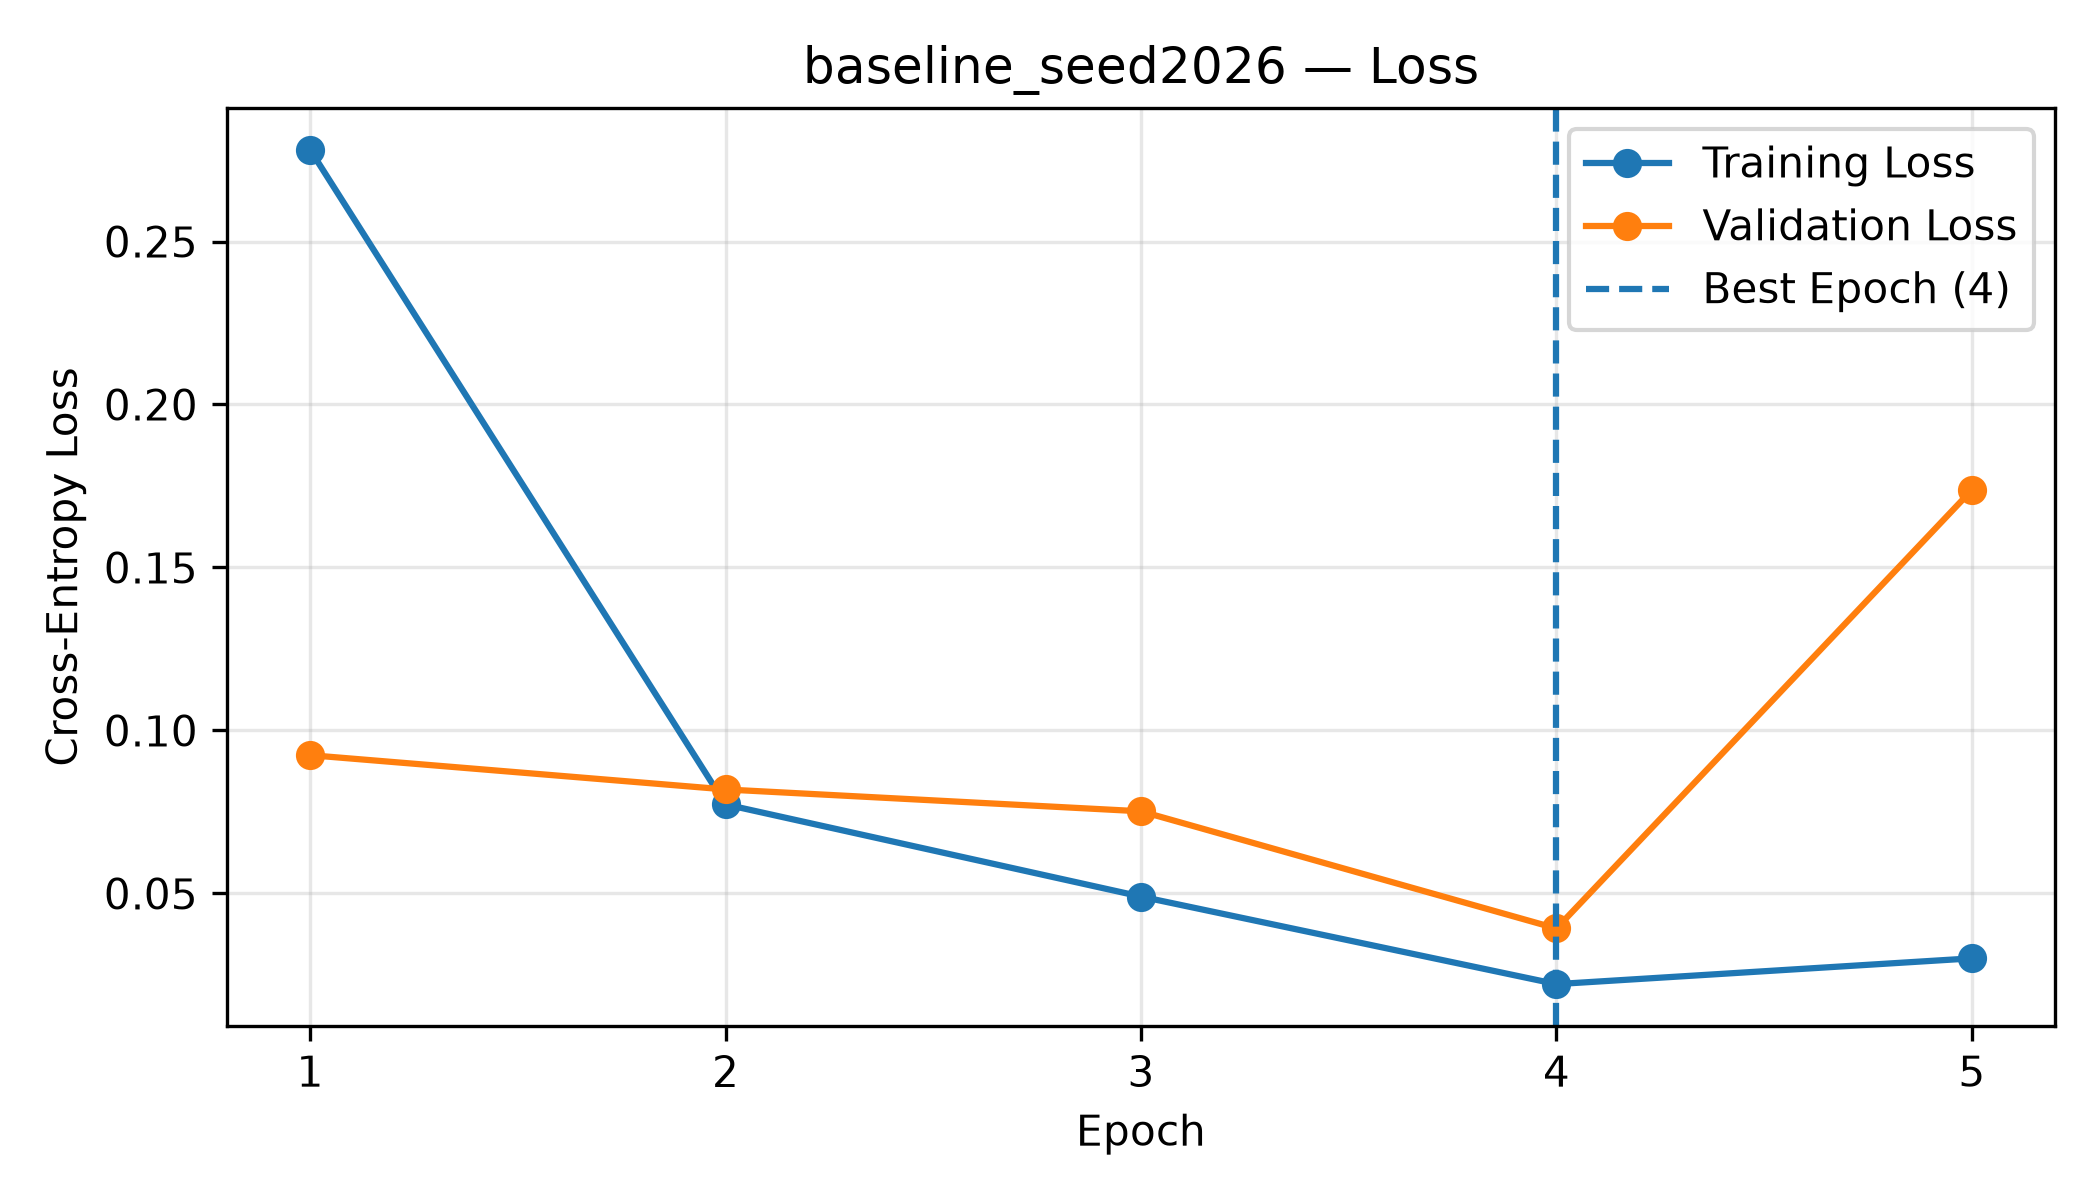 baseline_seed2026 — Loss
Training Loss
Validation Loss
Best Epoch (4)
Cross-Entropy Loss
0.25
0.20
0.15
0.10
0.05
1 2 3 4 5
Epoch